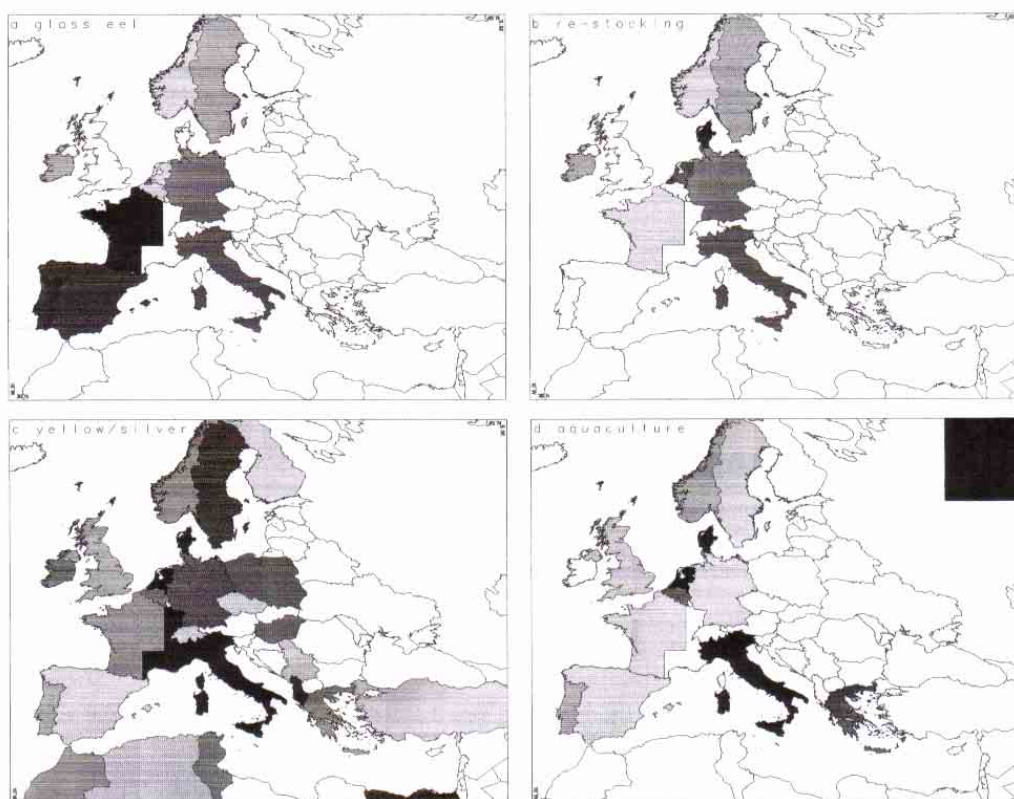 a glass eel
b re-stocking
c yellow/silver
d aquaculture